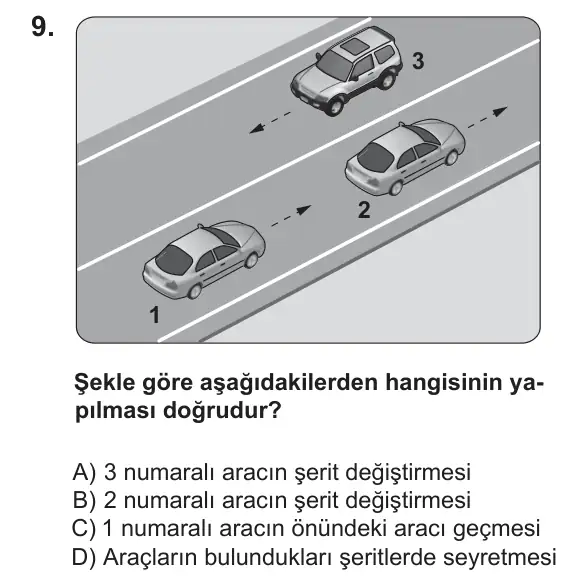 9.
3
2
1
Şekle göre aşağıdakilerden hangisinin ya-
pılması doğrudur?
A) 3 numaralı aracın şerit değiştirmesi
B) 2 numaralı aracın şerit değiştirmesi
C) 1 numaralı aracın önündeki aracı geçmesi
D) Araçların bulundukları şeritlerde seyretmesi